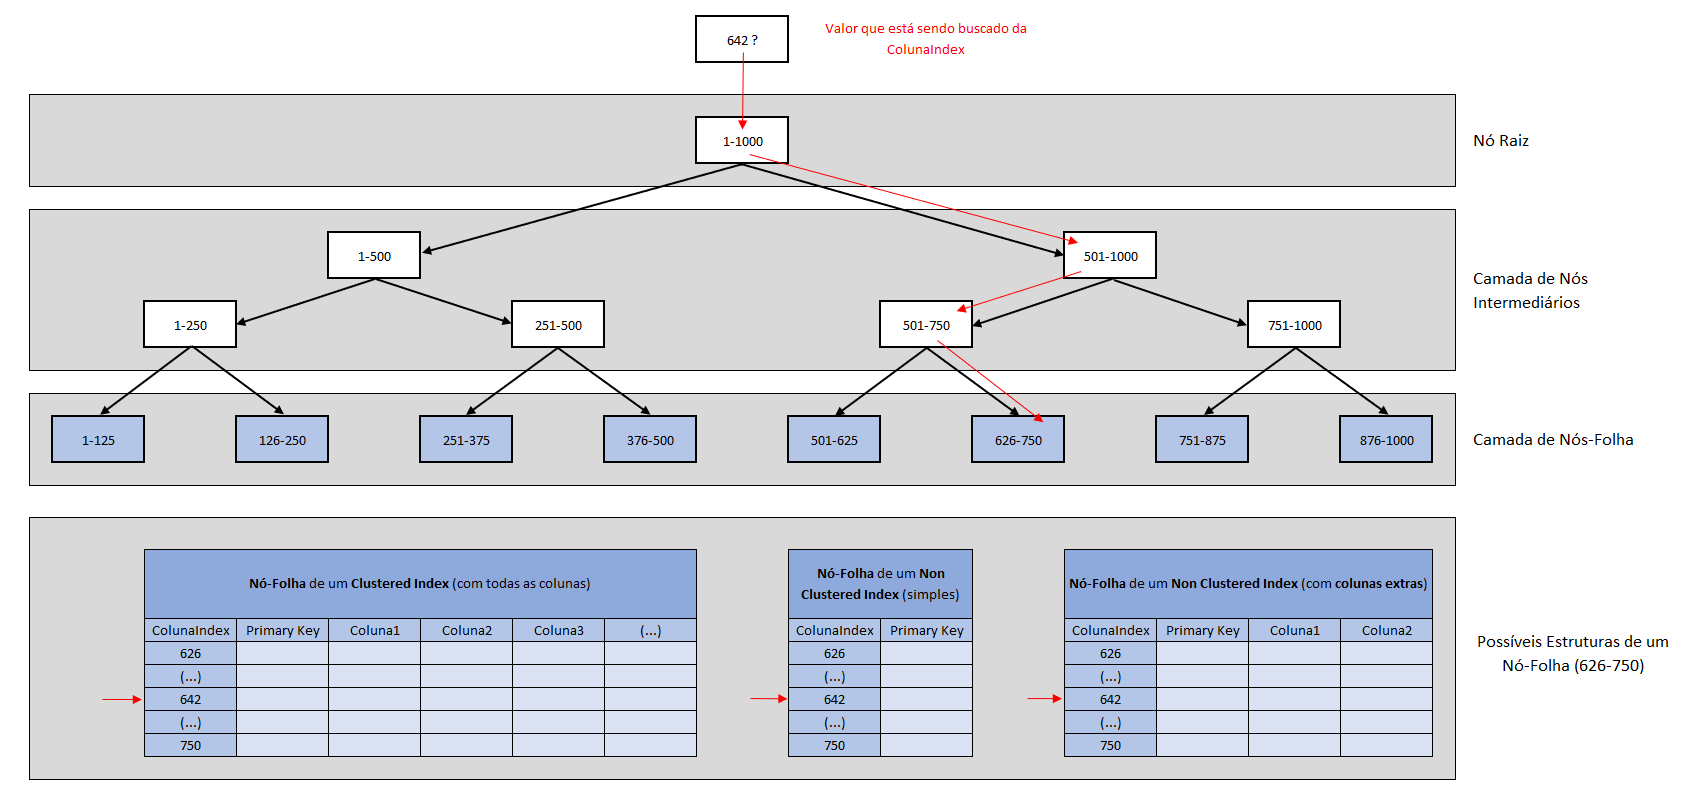 642 ?
Valor que está sendo buscado da
ColunaIndex
1-1000
Nó Raiz
1-500
501-1000
Camada de Nós
Intermediários
1-250
251-500
501-750
751-1000
1-125
126-250
251-375
376-500
501-625
626-750
751-875
876-1000
Camada de Nós-Folha
Nó-Folha de um Clustered Index (com todas as colunas)
ColunaIndex Primary Key Coluna1 Coluna2 Coluna3 (...)
626
(...)
642
(...)
750
Nó-Folha de um Non
Clustered Index (simples)
ColunaIndex Primary Key
626
(...)
642
(...)
750
Nó-Folha de um Non Clustered Index (com colunas extras)
ColunaIndex Primary Key Coluna1 Coluna2
626
(...)
642
(...)
750
Possíveis Estruturas de um
Nó-Folha (626-750)